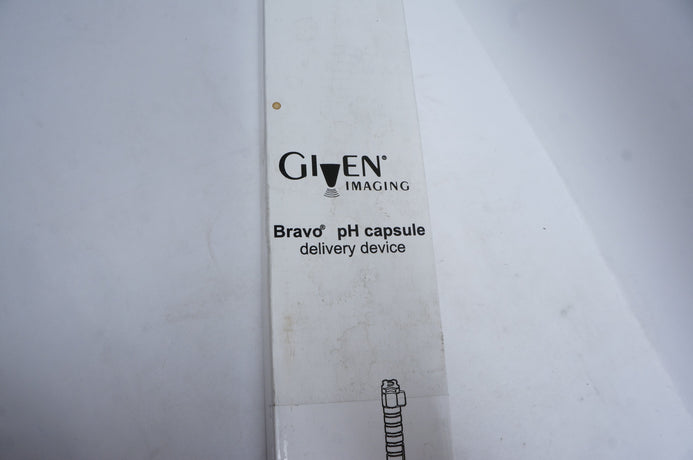 GIVEN®
IMAGING
Bravo® pH capsule
delivery device